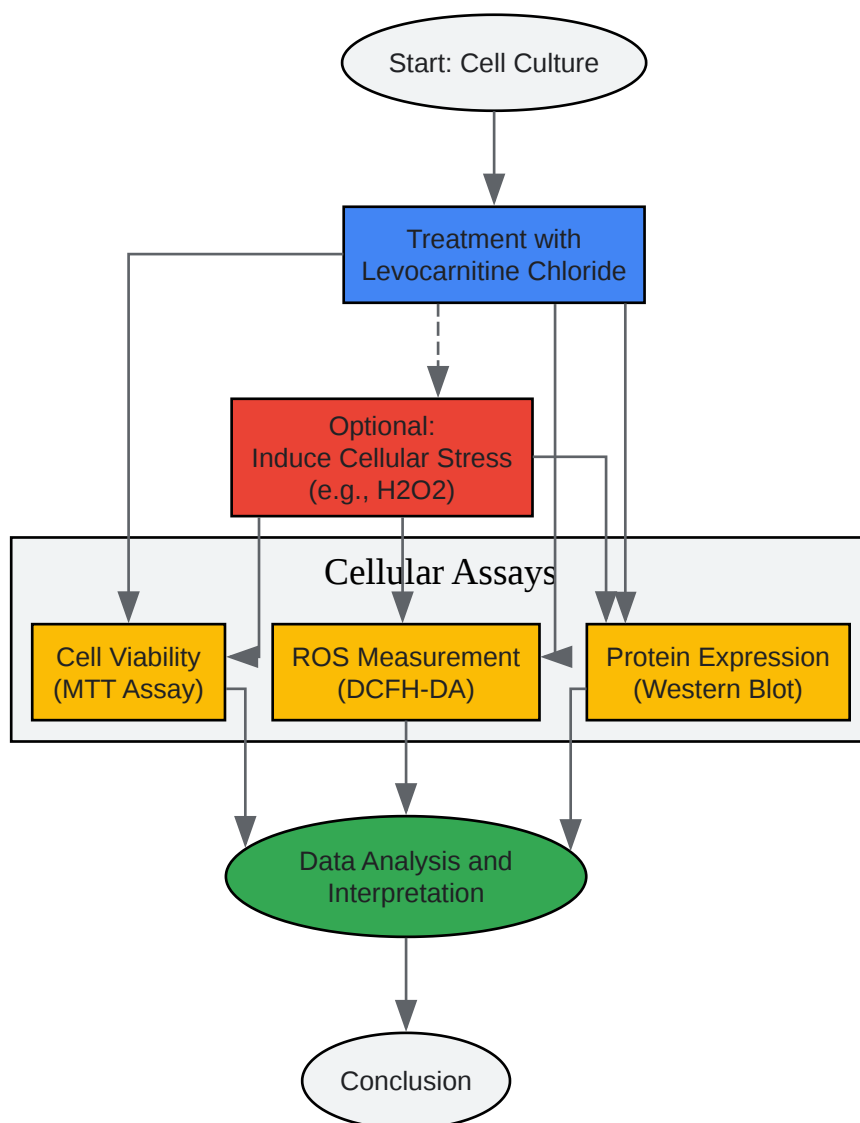 Start: Cell Culture
Treatment with
Levocarnitine Chloride
Optional:
Induce Cellular Stress
(e.g., H2O2)
Cellular Assays
Cell Viability
(MTT Assay)
ROS Measurement
(DCFH-DA)
Protein Expression
(Western Blot)
Data Analysis and
Interpretation
Conclusion